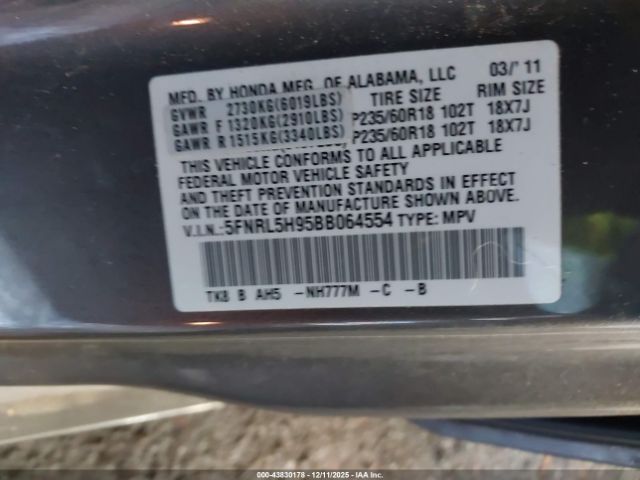 MFD. BY HONDA MFG. OF ALABAMA, LLC 03/'11
GVWR 2730KG(6019LBS) TIRE SIZE RIM SIZE
GAWR F 1320KG(2910LBS) P235/60R18 102T 18X7J
GAWR R 1515KG(3340LBS) P235/60R18 102T 18X7J
THIS VEHICLE CONFORMS TO ALL APPLICABLE
FEDERAL MOTOR VEHICLE SAFETY
AND THEFT PREVENTION STANDARDS IN EFFECT
ON THE DATE OF MANUFACTURE SHOWN ABOVE.
V.I.N.: 5FNRL5H95BB064554 TYPE: MPV
TK8 B AH5 -NH777M -C -B
000-43830178 - 12/11/2025 - IAAI.com